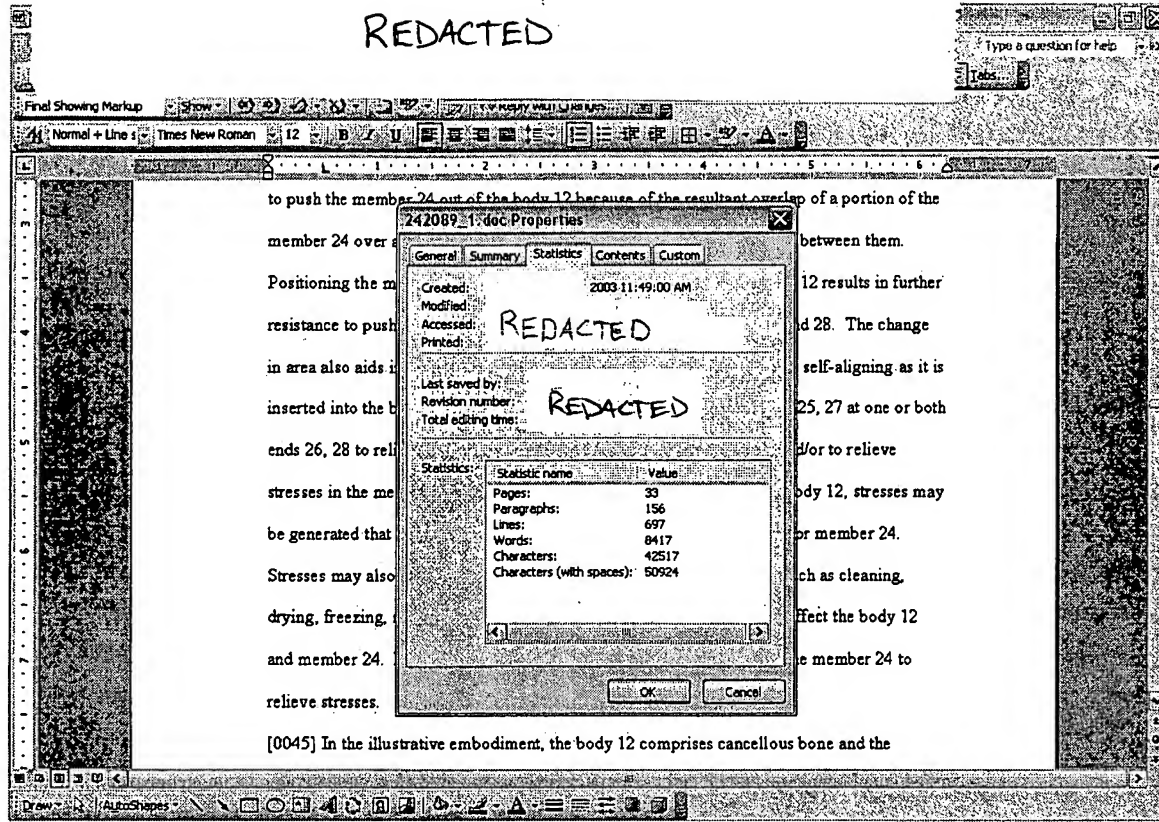 REDACTED
Type a question for help
Tabs...
Final Showing Markup Show
Normal + Line s Times New Roman 12 B I U
1 2 3 4 5 6 7
to push the member 24 out of the body 12 because of the resultant overlap of a portion of the
242089_1.doc Properties
member 24 over between them.
General Summary Statistics Contents Custom
Positioning the m 12 results in further
Created: 2003 11:49:00 AM
Modified:
resistance to push d 28. The change
Accessed: REDACTED
Printed:
in area also aids i self-aligning as it is
Last saved by:
inserted into the b 25, 27 at one or both
Revision number: REDACTED
Total editing time:
ends 26, 28 to reli d/or to relieve
Statistics: Statistic name Value
stresses in the me ody 12, stresses may
Pages: 33
Paragraphs: 156
be generated that or member 24.
Lines: 697
Words: 8417
Characters: 42517
Stresses may also ch as cleaning,
Characters (with spaces): 50924
drying, freezing, ffect the body 12
and member 24. e member 24 to
OK Cancel
relieve stresses.
[0045] In the illustrative embodiment, the body 12 comprises cancellous bone and the
Draw AutoShapes